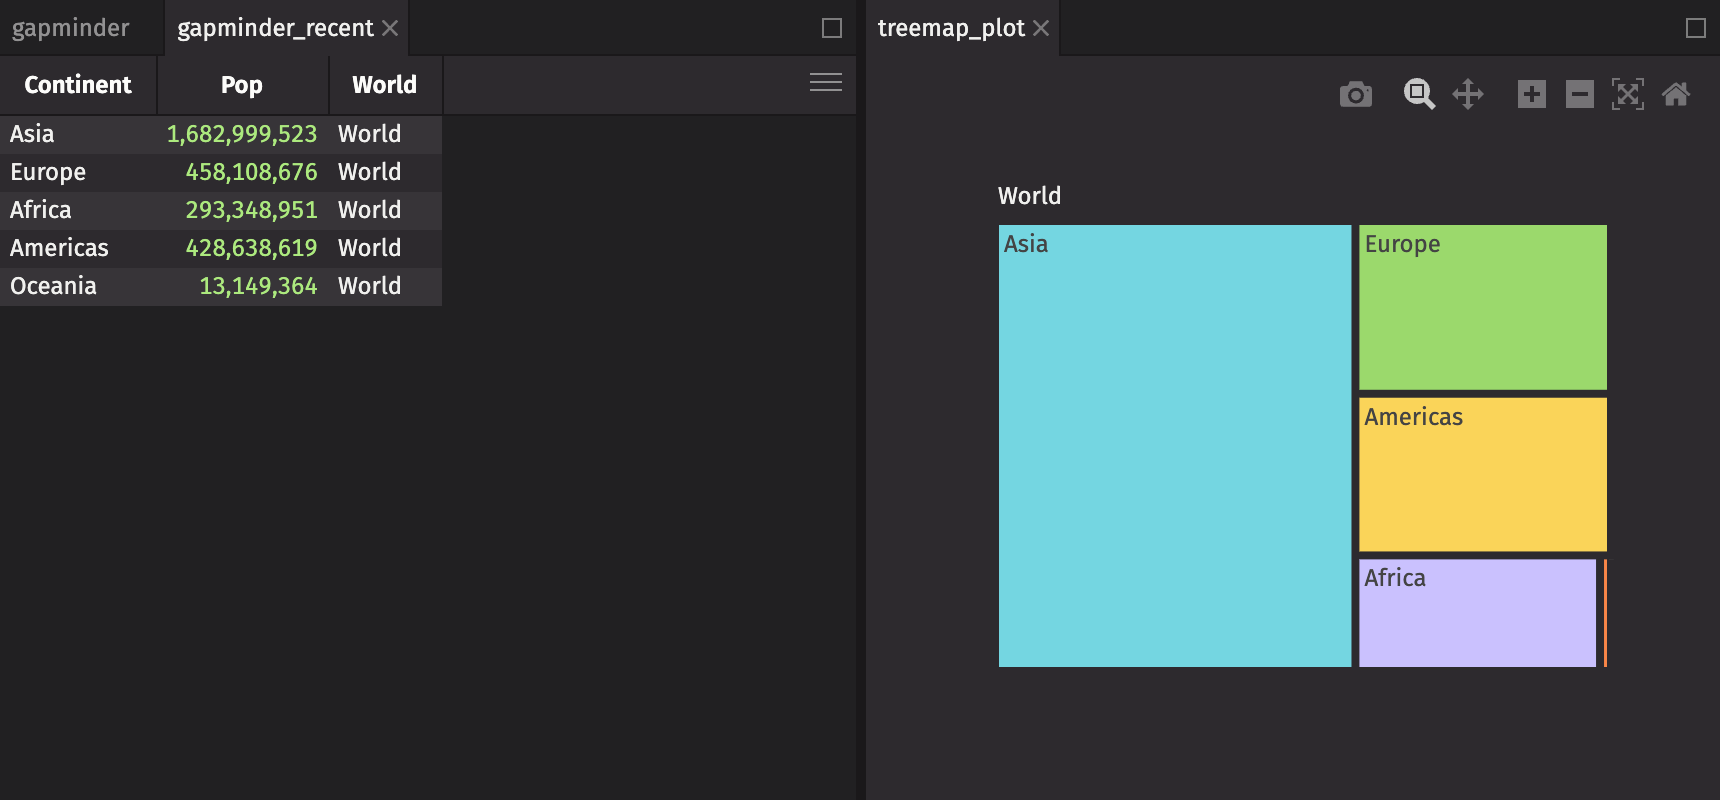 gapminder gapminder_recent
Continent Pop World
Asia 1,682,999,523 World
Europe 458,108,676 World
Africa 293,348,951 World
Americas 428,638,619 World
Oceania 13,149,364 World
treemap_plot
World
Asia
Europe
Americas
Africa